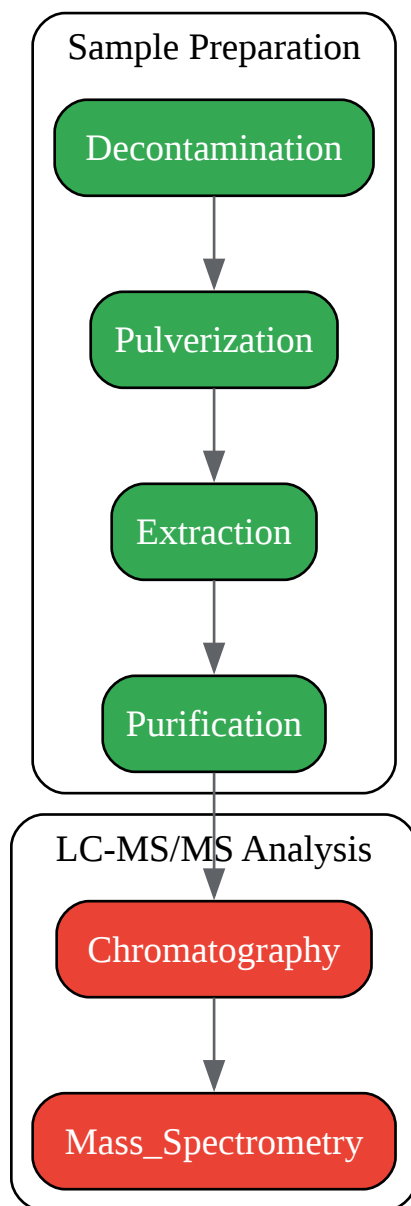 Sample Preparation
Decontamination
Pulverization
Extraction
Purification
LC-MS/MS Analysis
Chromatography
Mass_Spectrometry